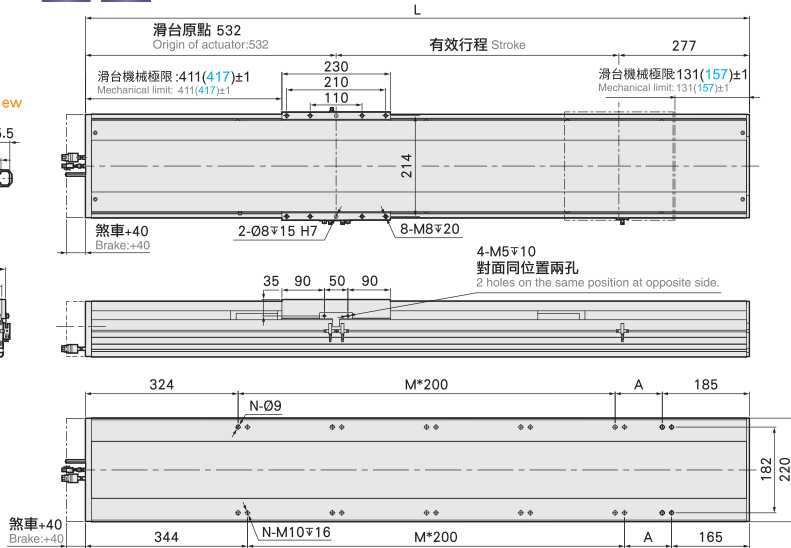 L
滑台原點 532
Origin of actuator:532
有效行程 Stroke
277
滑台機械極限:411(417)±1
Mechanical limit: 411(417)±1
230
210
110
滑台機械極限:131(157)±1
Mechanical limit:131(157)±1
ew
5.5
214
煞車+40
Brake:+40
2-Ø8↧15 H7
8-M8↧20
4-M5↧10
對面同位置兩孔
2 holes on the same position at opposite side.
35 90 50 90
324 M*200 A 185
N-Ø9
182
220
煞車+40
Brake:+40
N-M10↧16
344 M*200 A 165